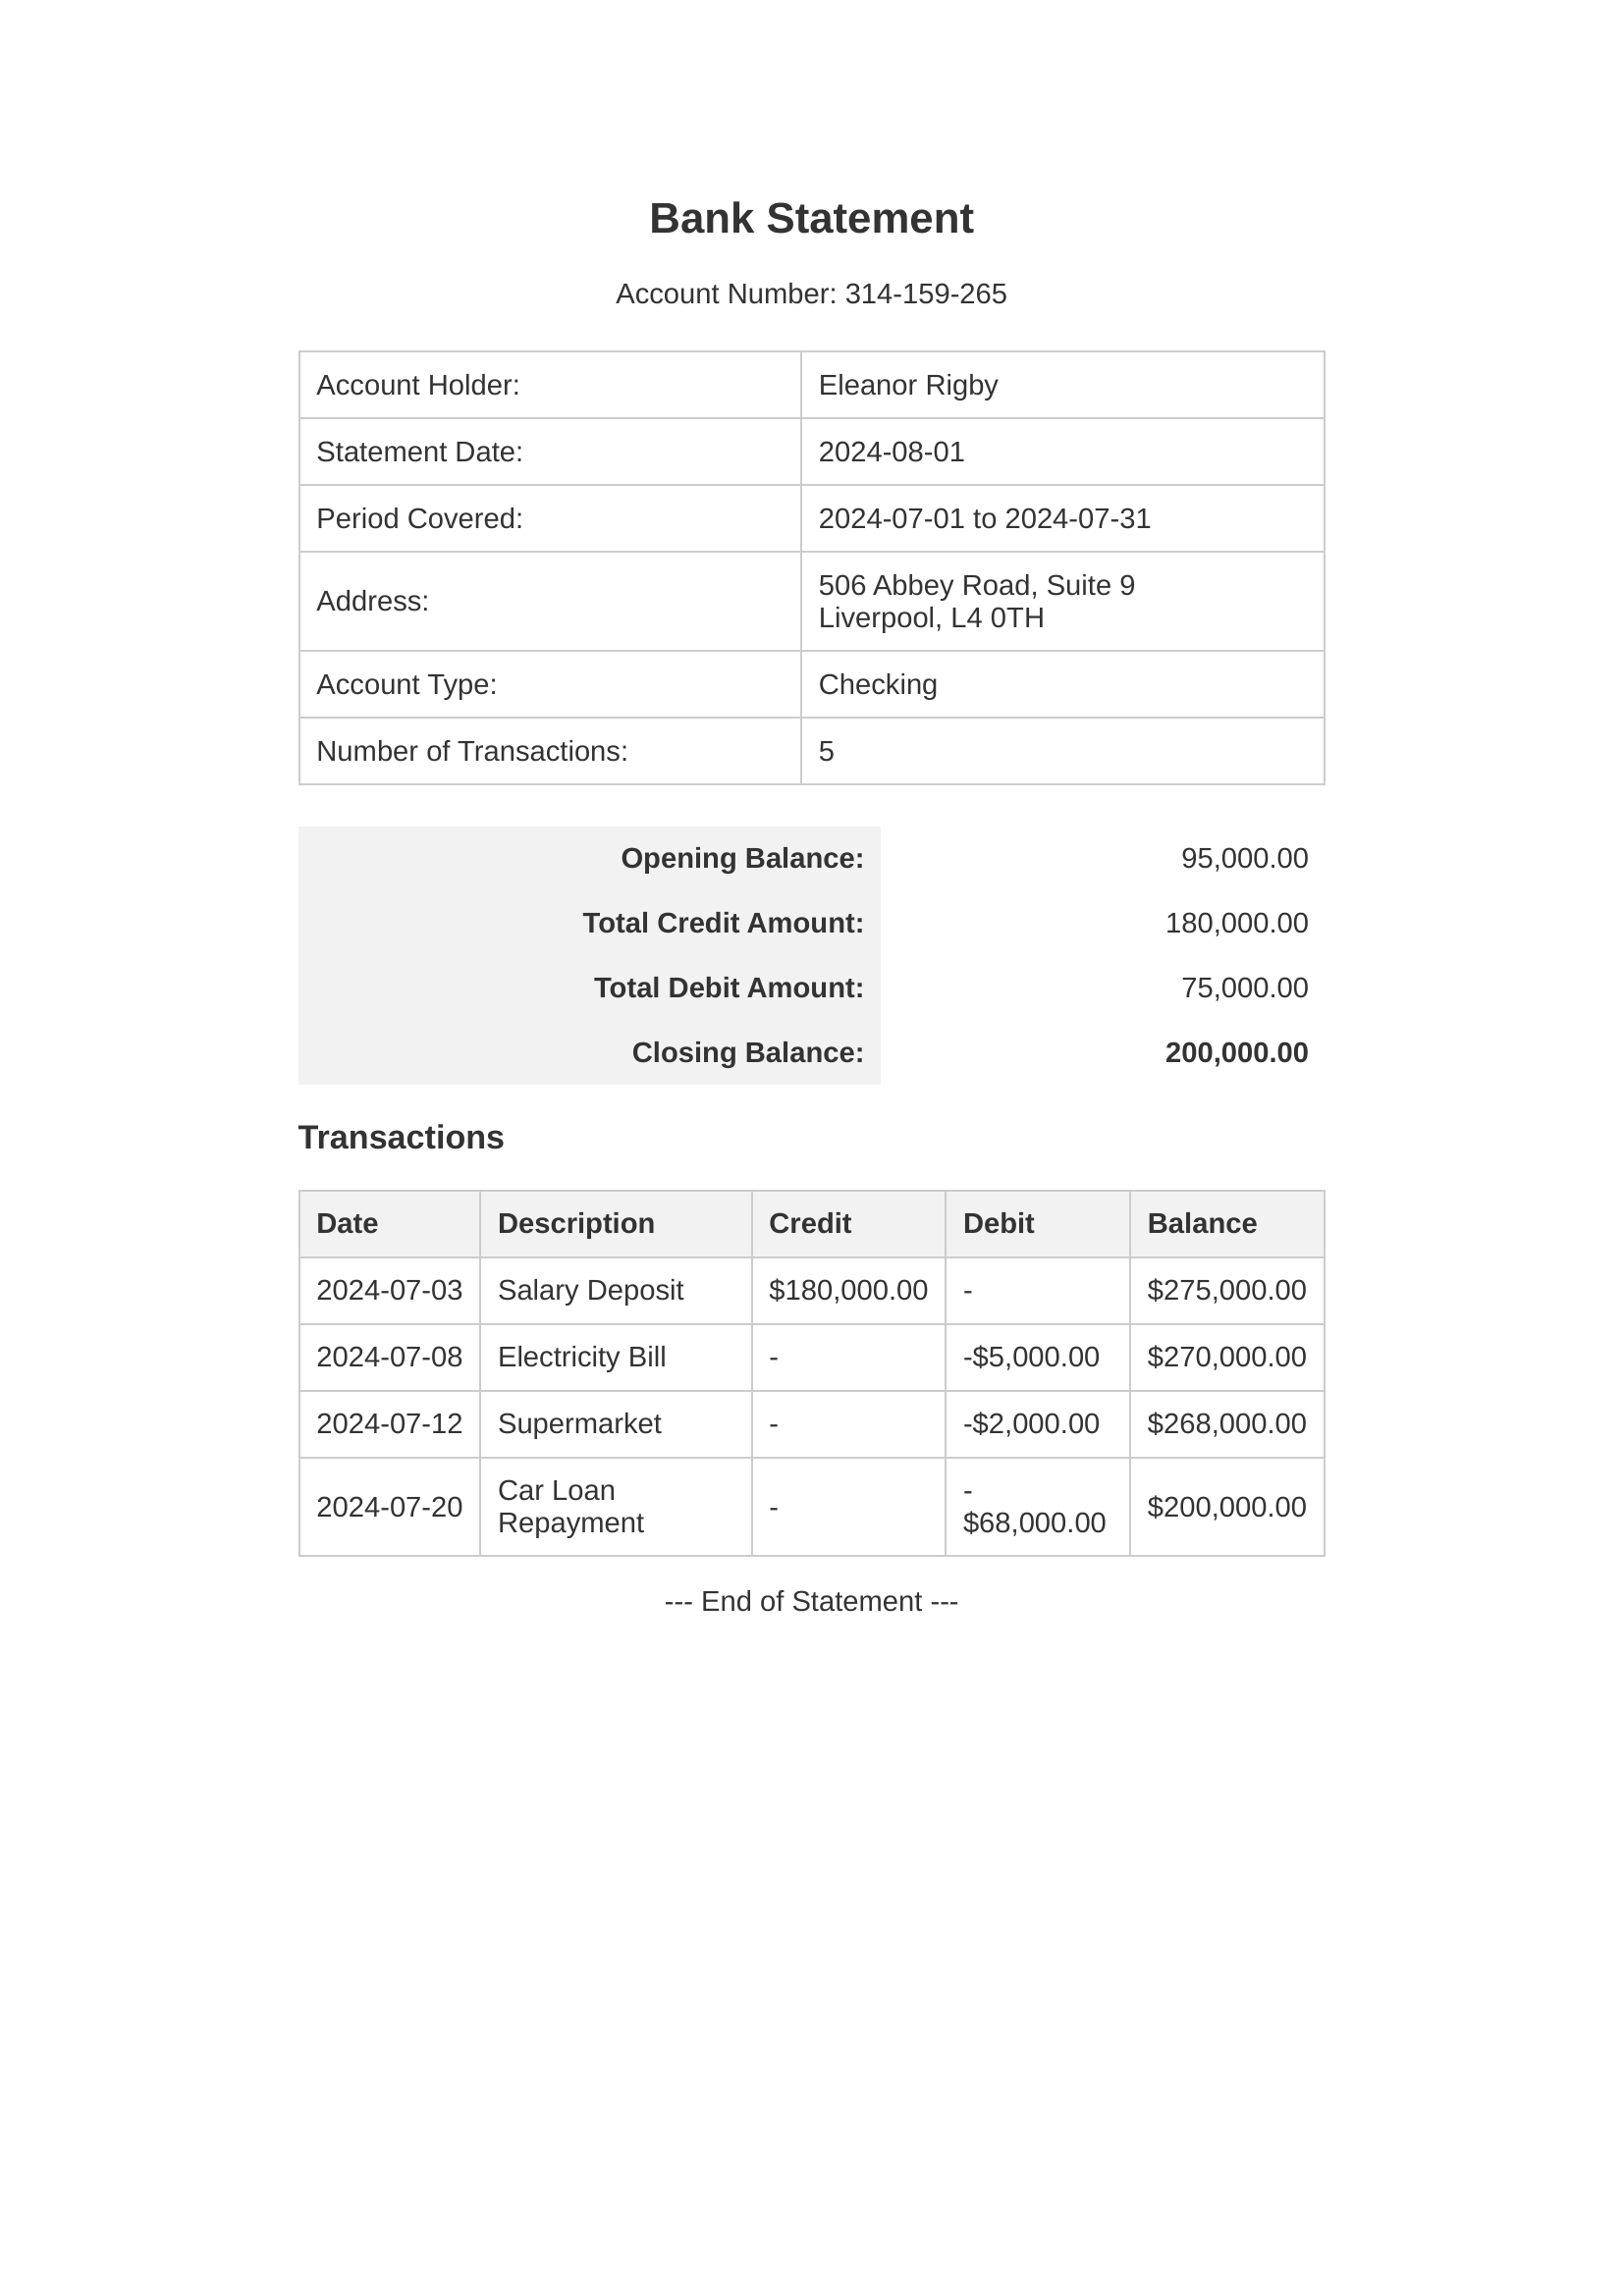 Bank Statement
Account Number: 314-159-265
Account Holder: Eleanor Rigby
Statement Date: 2024-08-01
Period Covered: 2024-07-01 to 2024-07-31
Address: 506 Abbey Road, Suite 9
Liverpool, L4 0TH
Account Type: Checking
Number of Transactions: 5
Opening Balance: 95,000.00
Total Credit Amount: 180,000.00
Total Debit Amount: 75,000.00
Closing Balance: 200,000.00
Transactions
Date Description Credit Debit Balance
2024-07-03 Salary Deposit $180,000.00 - $275,000.00
2024-07-08 Electricity Bill - -$5,000.00 $270,000.00
2024-07-12 Supermarket - -$2,000.00 $268,000.00
2024-07-20 Car Loan Repayment - -$68,000.00 $200,000.00
--- End of Statement ---